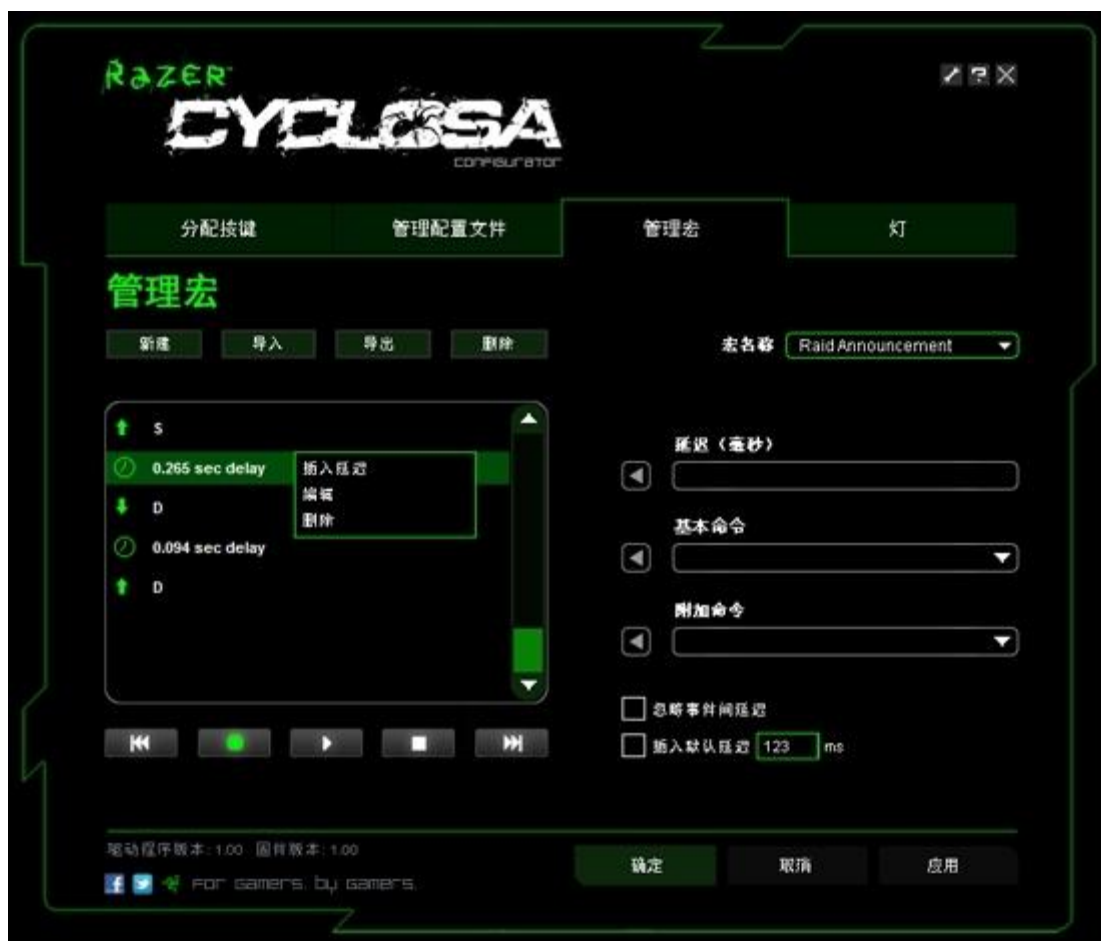 RAZER
CYCLOSA
CONFIGURATOR
分配按键 管理配置文件 管理宏 灯
管理宏
新建 导入 导出 删除
宏名称 Raid Announcement
S
0.265 sec delay
插入延迟
编辑
删除
D
0.094 sec delay
D
延迟（毫秒）
基本命令
附加命令
忽略事件间延迟
插入默认延迟 123 ms
驱动程序版本: 1.00 固件版本: 1.00
FOR GAMERS. BY GAMERS.
确定 取消 应用